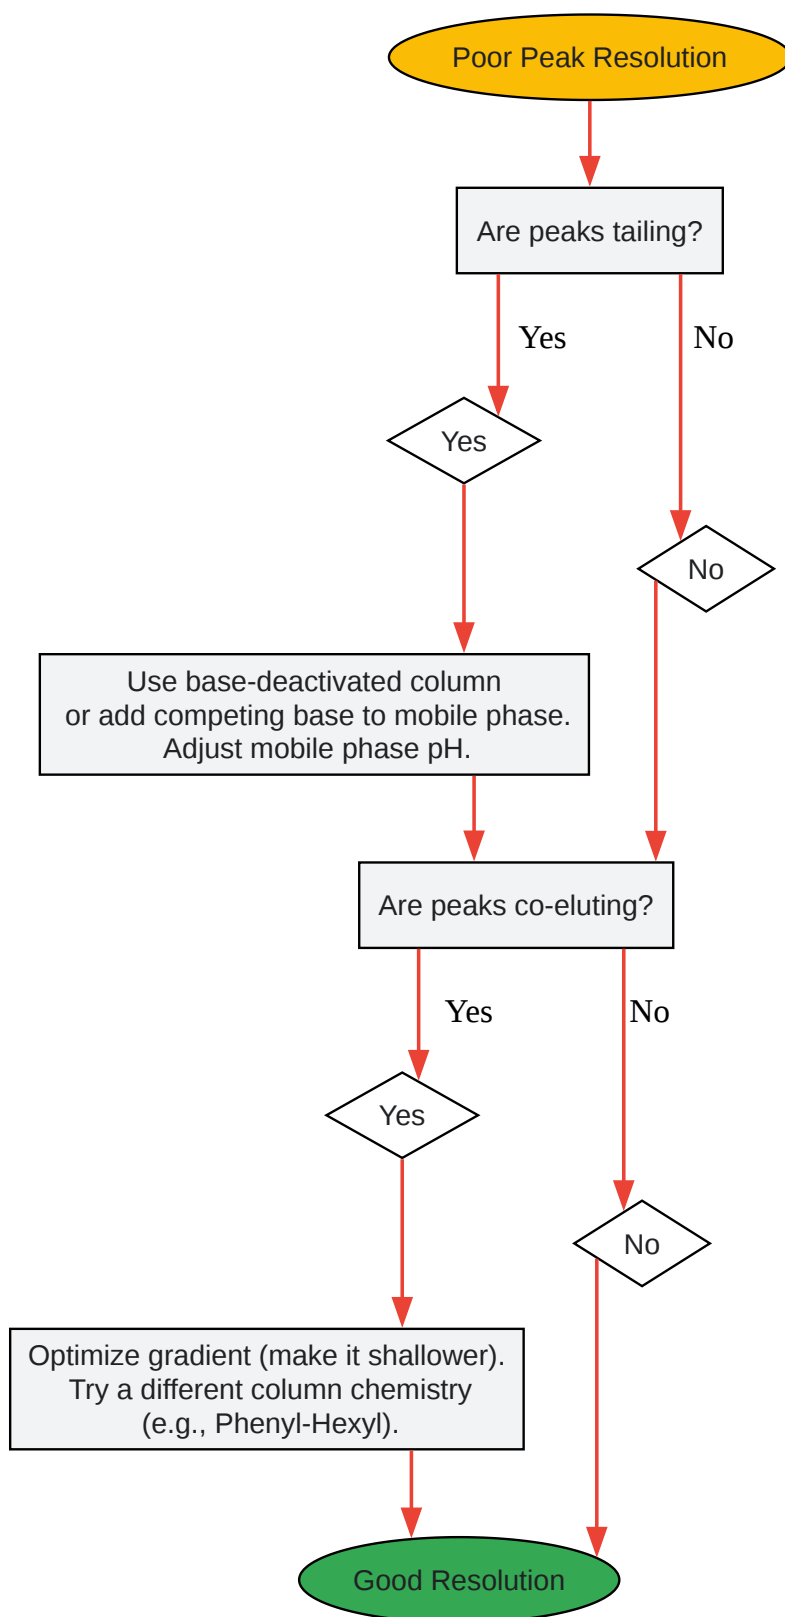 Poor Peak Resolution
Are peaks tailing?
Yes
No
Yes
No
Use base-deactivated column
or add competing base to mobile phase.
Adjust mobile phase pH.
Are peaks co-eluting?
Yes
No
Yes
No
Optimize gradient (make it shallower).
Try a different column chemistry
(e.g., Phenyl-Hexyl).
Good Resolution